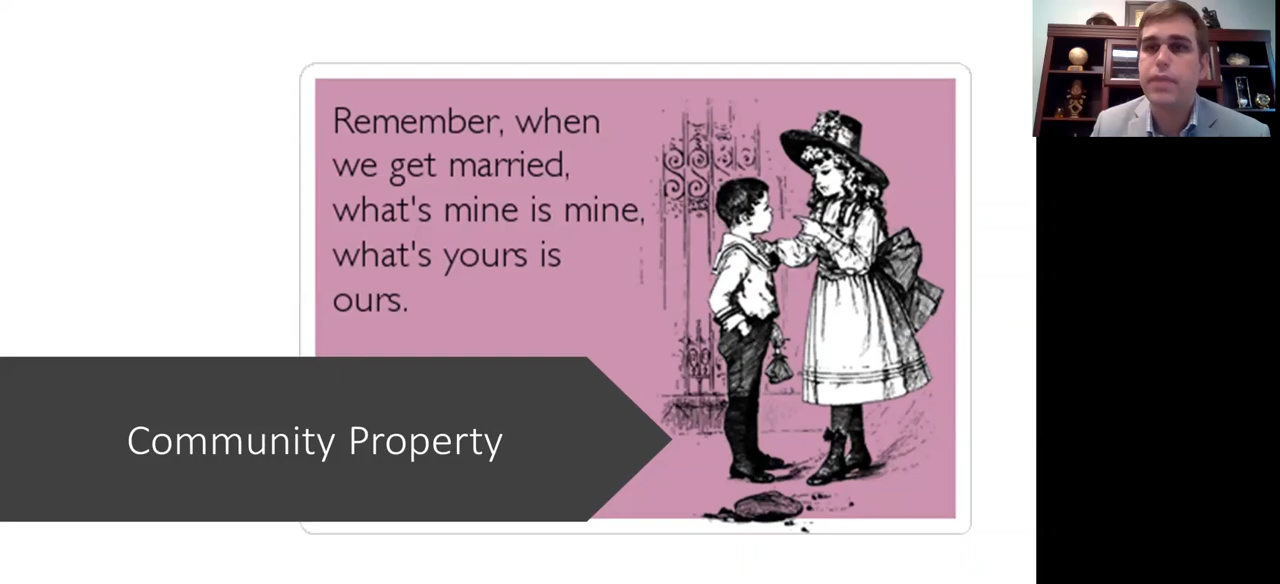 Remember, when
we get married,
what's mine is mine,
what's yours is
ours.
Community Property